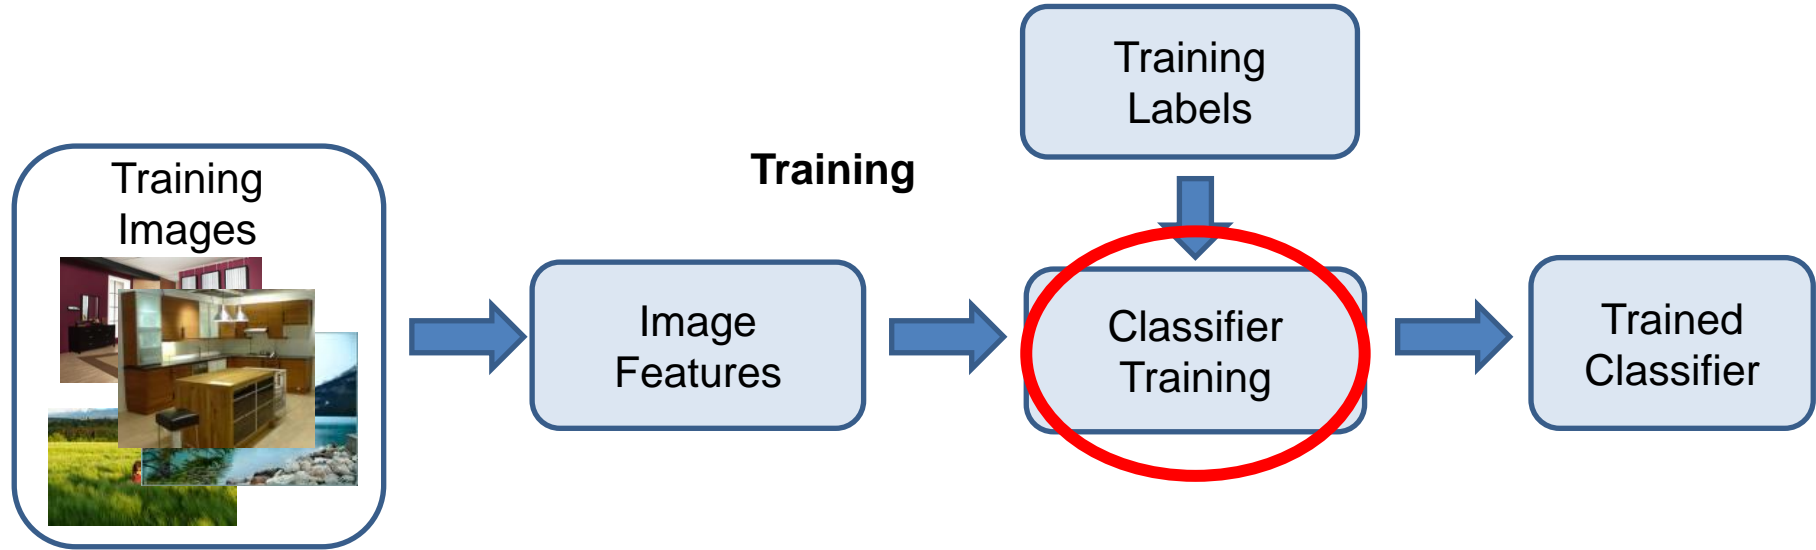 Training
Labels
Training
Training
Images
Image
Features
Classifier
Training
Trained
Classifier